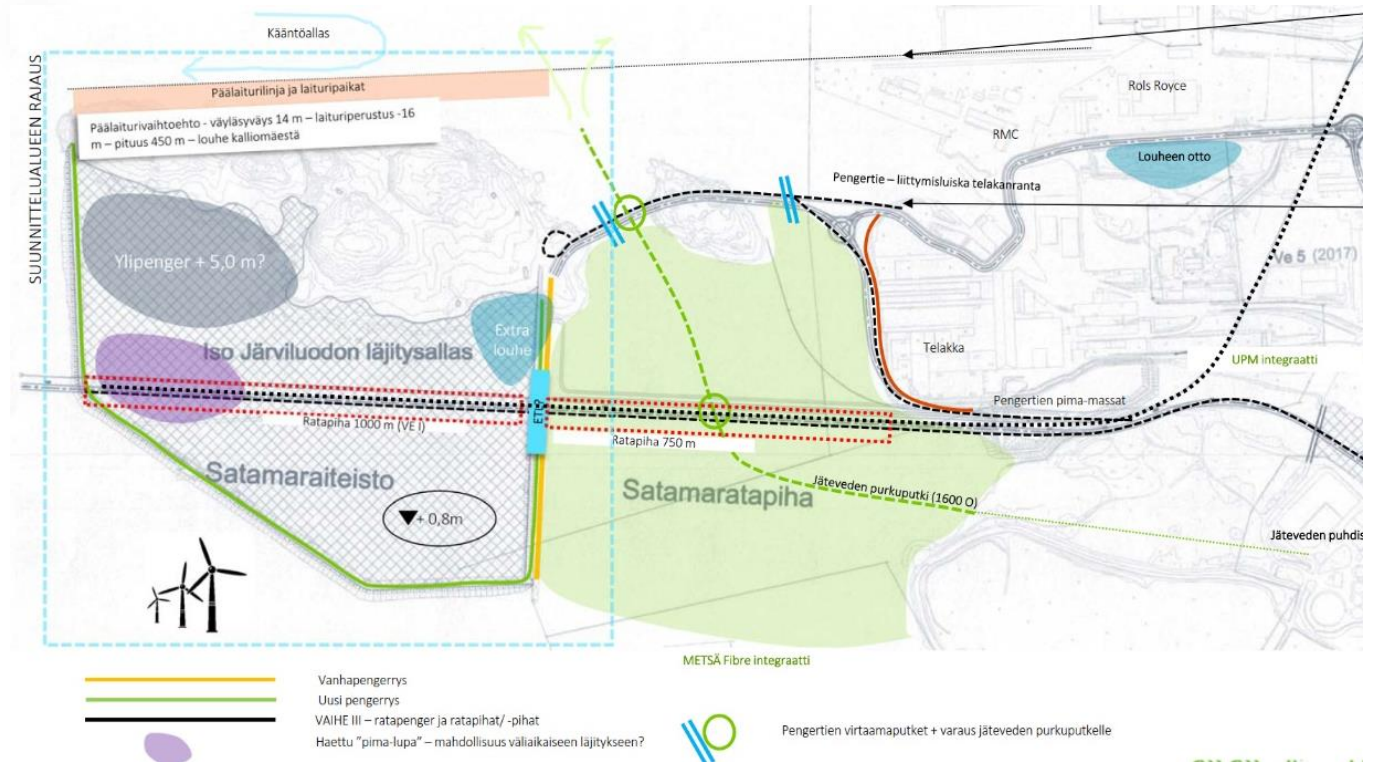 Kääntöallas
SUUNNITTELUALUEEN RAJAUS
Päälaiturilinja ja laituripaikat
Päälaiturivaihtoehto - väyläsyväys 14 m – laituriperustus -16
m – pituus 450 m – louhe kalliomäestä
Rols Royce
RMC
Louheen otto
Pengertie – liittymisluiska telakanranta
Ylipenger + 5,0 m?
Ve 5 (2017)
Extra
louhe
Iso Järviluodon läjitysallas
Telakka
UPM integraatti
Pengertien pima-massat
Ratapiha 1000 m (VE I)
Ratapiha 750 m
Satamaraiteisto
Satamaratapiha
Jäteveden purkuputki (1600 O)
+ 0,8m
Jäteveden puhdis
METSÄ Fibre integraatti
Vanhapengerrys
Uusi pengerrys
VAIHE III – ratapenger ja ratapihat/ -pihat
Haettu "pima-lupa" – mahdollisuus väliaikaiseen läjitykseen?
Pengertien virtaamaputket + varaus jäteveden purkuputkelle